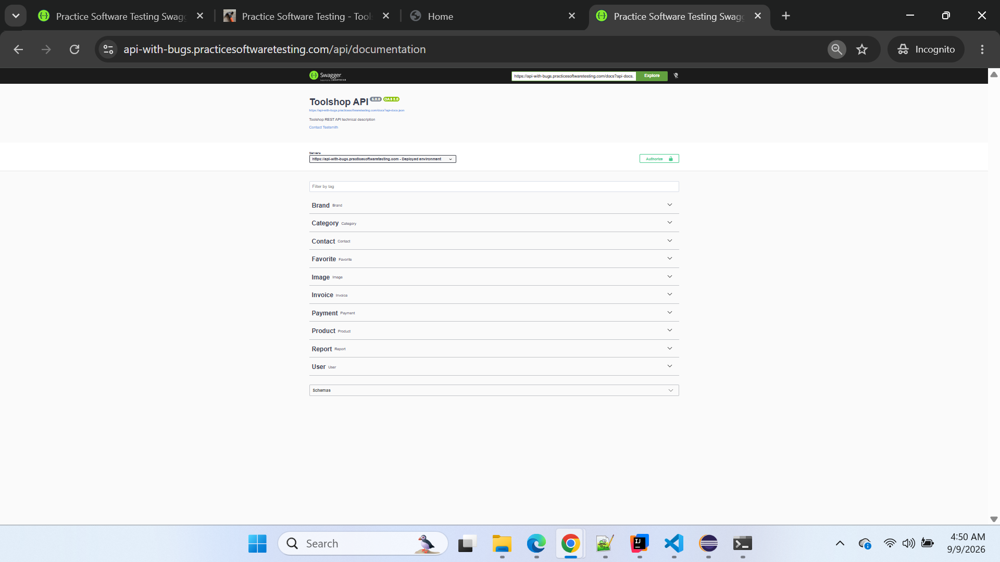 Practice Software Testing Swagg
Practice Software Testing - Tools
Home
Practice Software Testing Swagg
api-with-bugs.practicesoftwaretesting.com/api/documentation
Incognito
Swagger
Supported by SMARTBEAR
https://api-with-bugs.practicesoftwaretesting.com/docs?api-docs.
Explore
Toolshop API 5.0.0 OAS 3.0
https://api-with-bugs.practicesoftwaretesting.com/docs?api-docs.json
Toolshop REST API technical description
Contact Testsmith
Servers
https://api-with-bugs.practicesoftwaretesting.com - Deployed environment
Authorize
Filter by tag
Brand Brand
Category Category
Contact Contact
Favorite Favorite
Image Image
Invoice Invoice
Payment Payment
Product Product
Report Report
User User
Schemas
Search
4:50 AM
9/9/2026